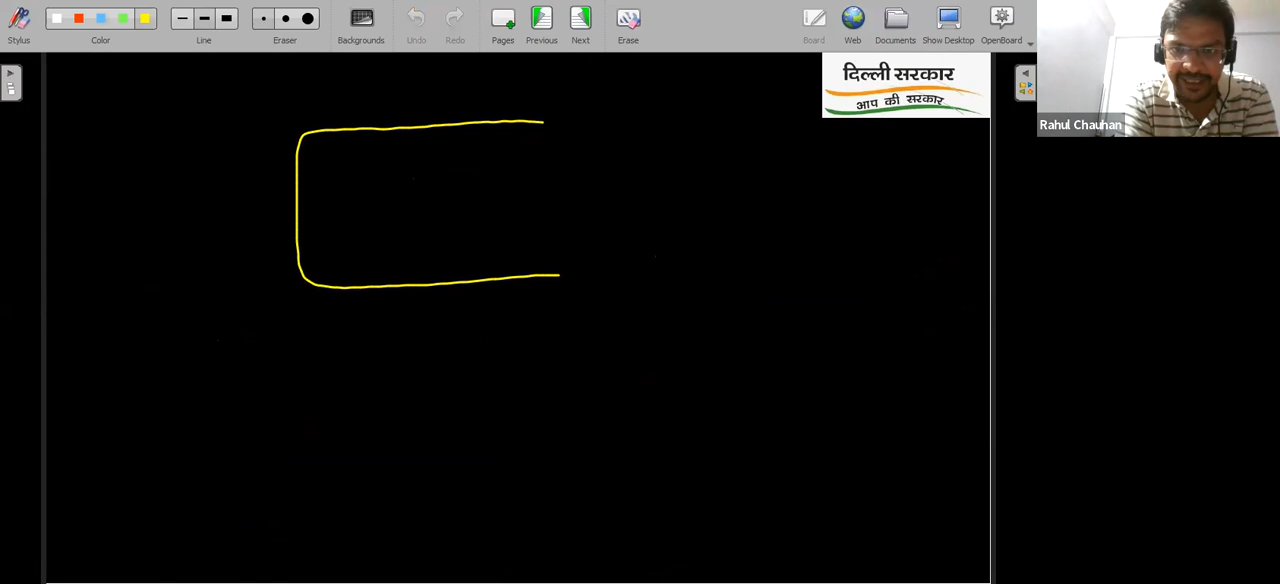 Stylus
Color
Line
Eraser
Backgrounds
Undo
Redo
Pages
Previous
Next
Erase
Board
Web
Documents
Show Desktop
OpenBoard
दिल्ली सरकार
आप की सरकार
Rahul Chauhan